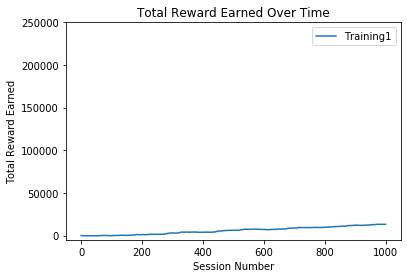 Total Reward Earned Over Time
Training1
Total Reward Earned
250000
200000
150000
100000
50000
0
0 200 400 600 800 1000
Session Number